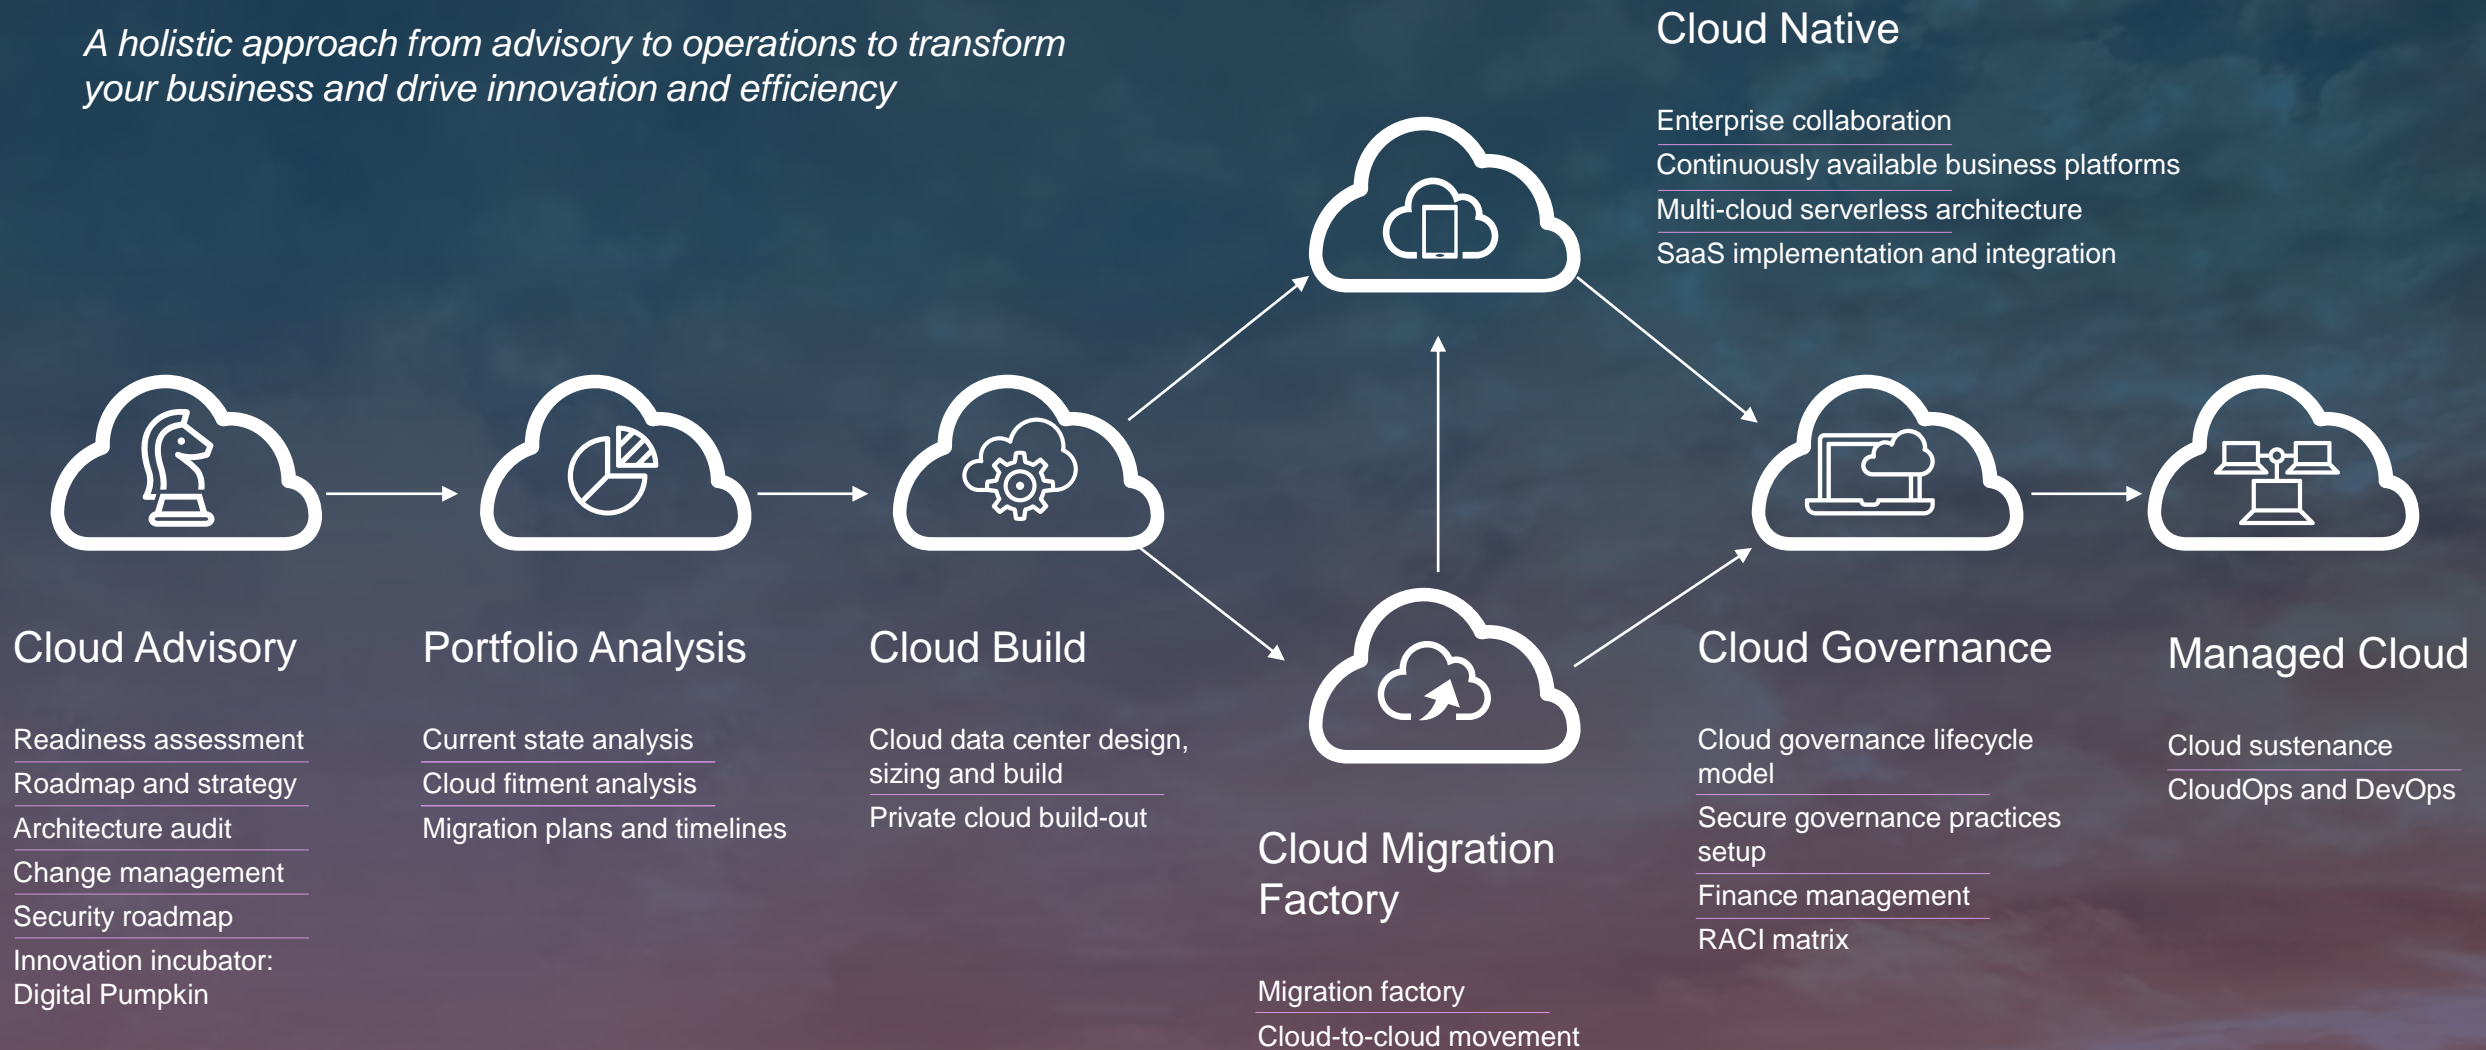 A holistic approach from advisory to operations to transform
your business and drive innovation and efficiency
Cloud Native
Enterprise collaboration
Continuously available business platforms
Multi-cloud serverless architecture
SaaS implementation and integration
Cloud Advisory
Readiness assessment
Roadmap and strategy
Architecture audit
Change management
Security roadmap
Innovation incubator:
Digital Pumpkin
Portfolio Analysis
Current state analysis
Cloud fitment analysis
Migration plans and timelines
Cloud Build
Cloud data center design,
sizing and build
Private cloud build-out
Cloud Migration
Factory
Migration factory
Cloud-to-cloud movement
Cloud Governance
Cloud governance lifecycle
model
Secure governance practices
setup
Finance management
RACI matrix
Managed Cloud
Cloud sustenance
CloudOps and DevOps